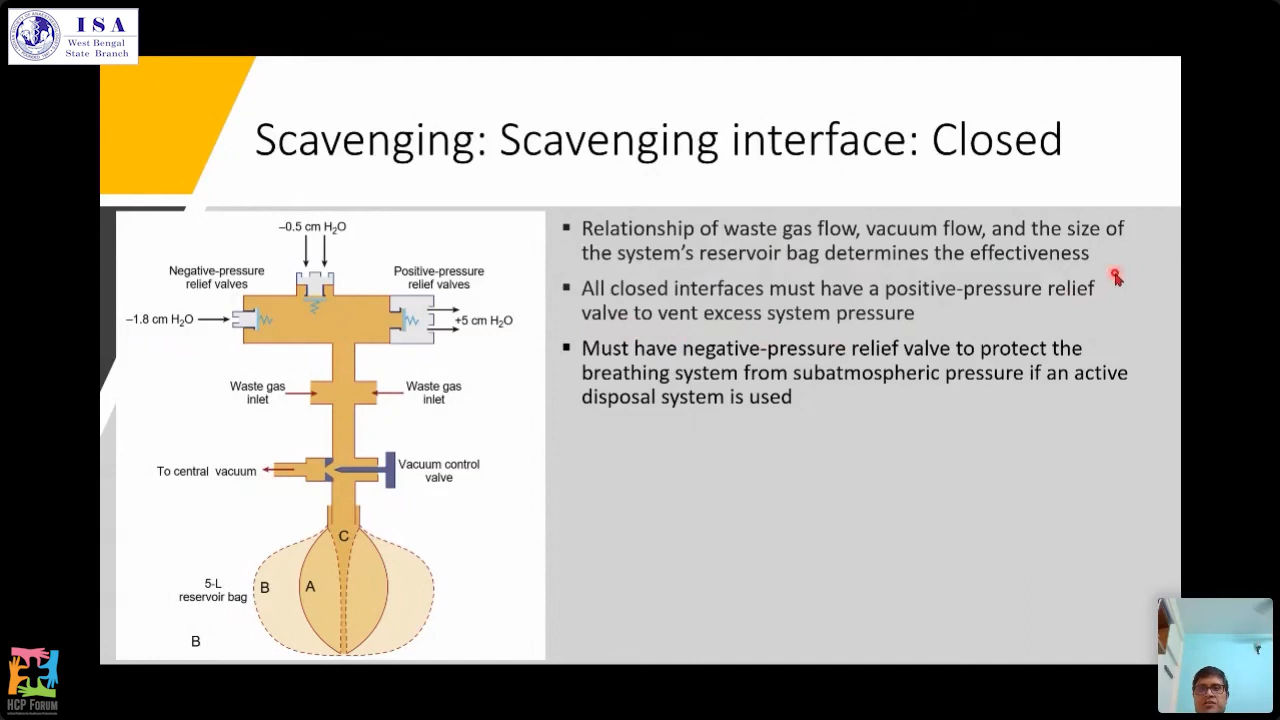 ISA
West Bengal
State Branch
Scavenging: Scavenging interface: Closed
–0.5 cm H₂O
Negative-pressure
relief valves
Positive-pressure
relief valves
–1.8 cm H₂O
+5 cm H₂O
Waste gas
inlet
Waste gas
inlet
To central vacuum
Vacuum control
valve
C
5-L
reservoir bag
B
A
B
▪ Relationship of waste gas flow, vacuum flow, and the size of
the system's reservoir bag determines the effectiveness
▪ All closed interfaces must have a positive-pressure relief
valve to vent excess system pressure
▪ Must have negative-pressure relief valve to protect the
breathing system from subatmospheric pressure if an active
disposal system is used
HCP FORUM